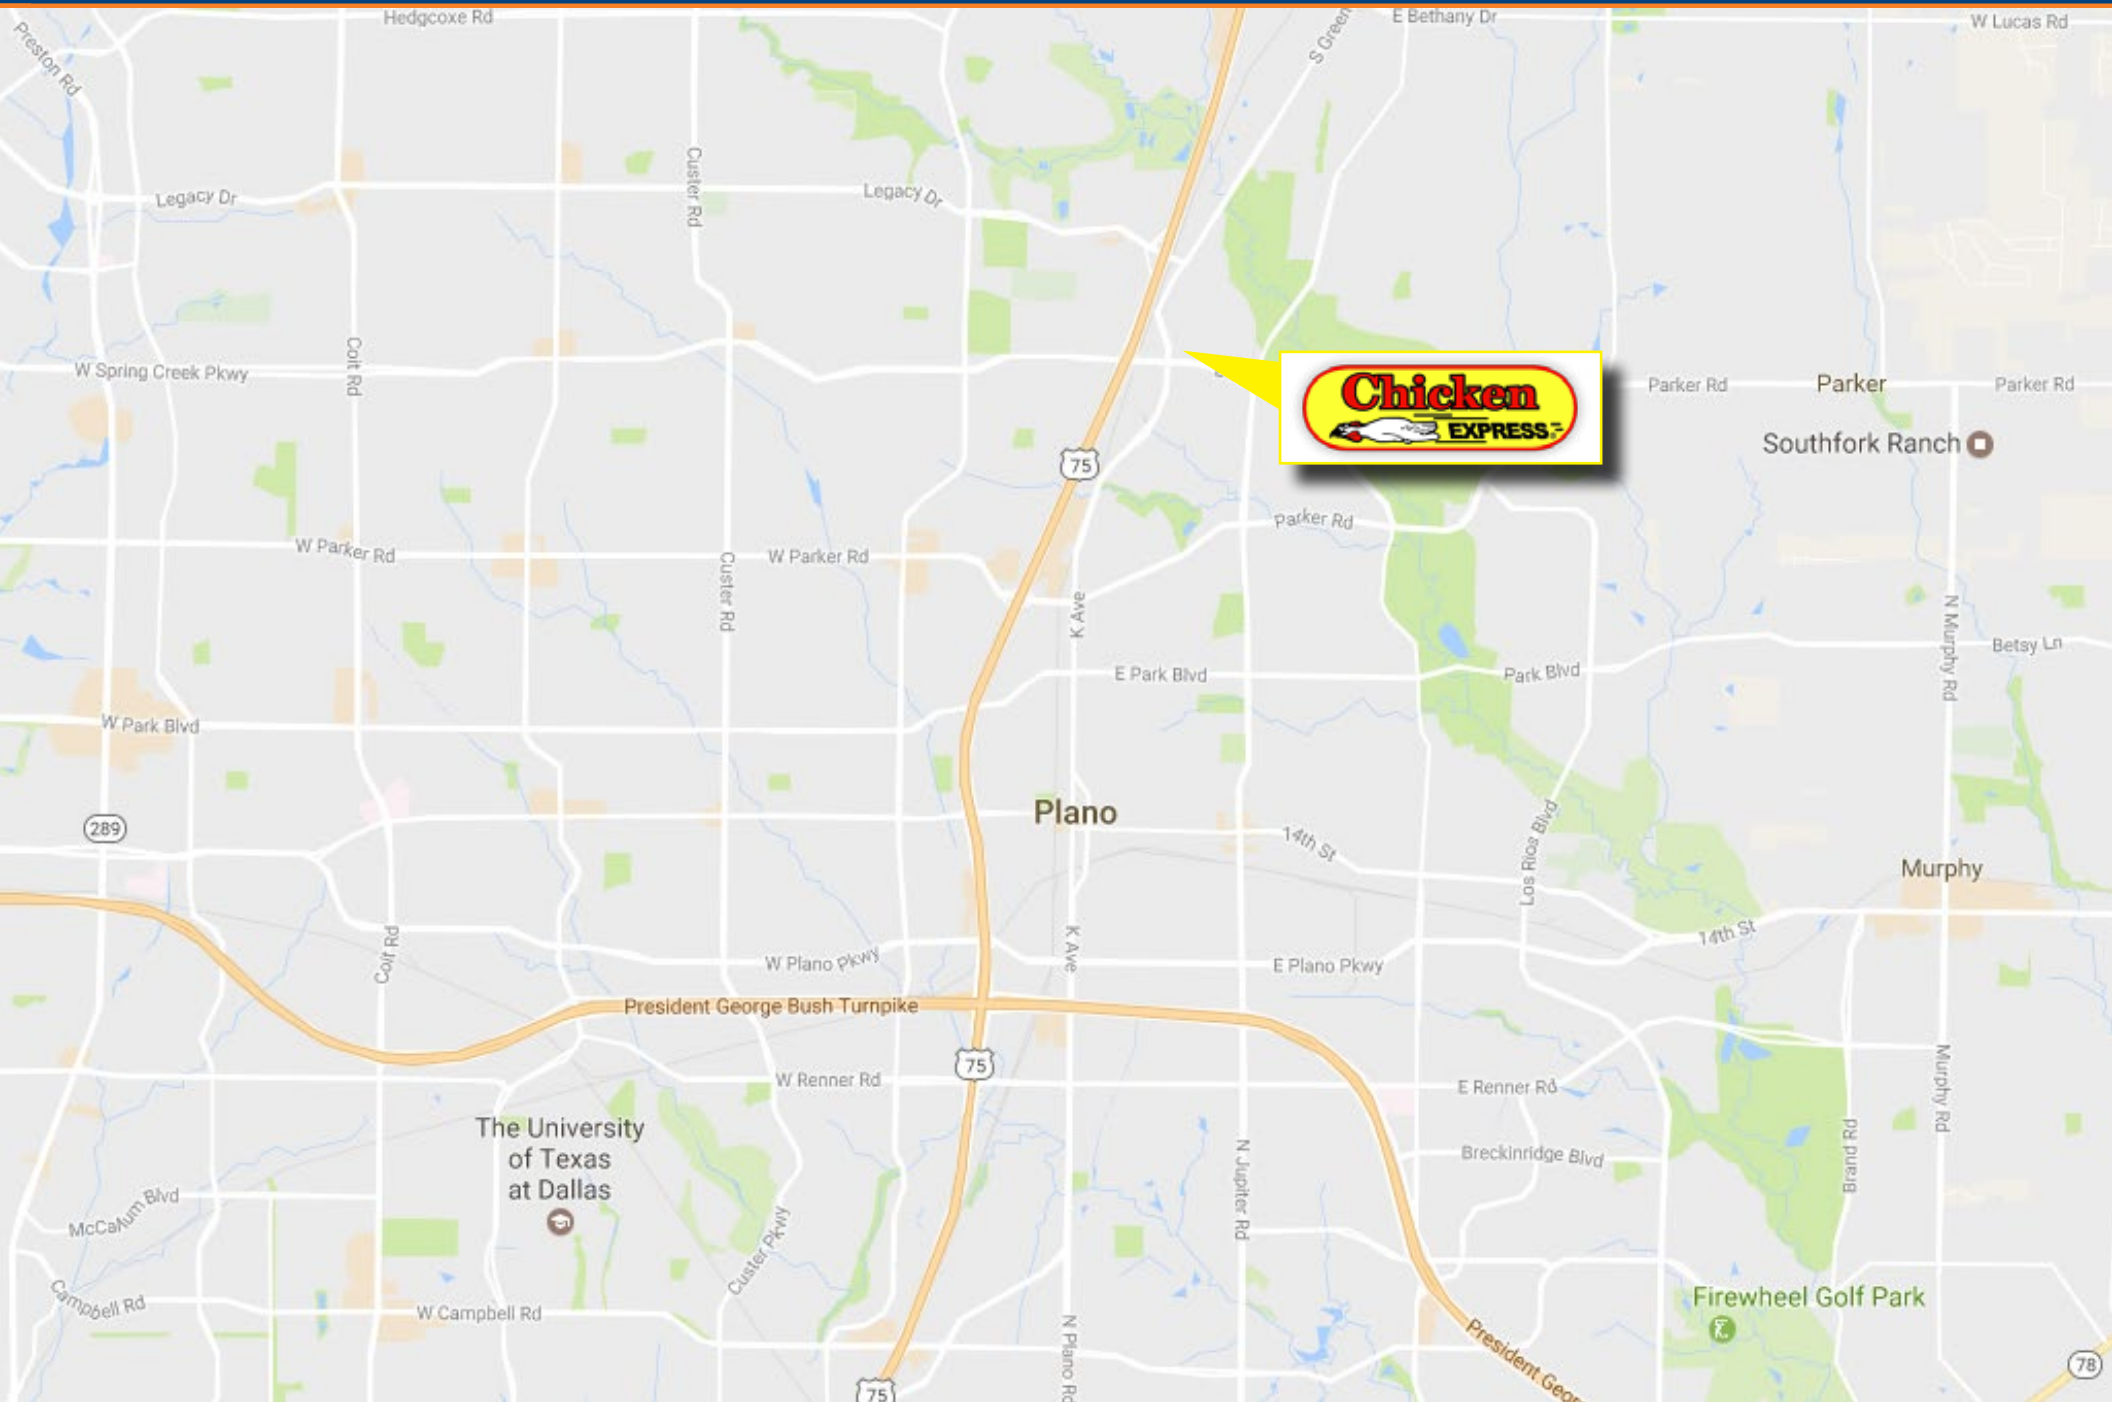 Hedgcoxe Rd
E Bethany Dr
W Lucas Rd
Preston Rd
S Green
Custer Rd
Legacy Dr
Legacy Dr
Coit Rd
W Spring Creek Pkwy
Chicken
EXPRESS
Parker Rd
Parker
Parker Rd
Southfork Ranch
75
Parker Rd
W Parker Rd
W Parker Rd
Custer Rd
K Ave
N Murphy Rd
Betsy Ln
E Park Blvd
Park Blvd
W Park Blvd
Plano
289
14th St
Los Rios Blvd
Murphy
14th St
Coit Rd
K Ave
W Plano Pkwy
E Plano Pkwy
President George Bush Turnpike
75
W Renner Rd
E Renner Rd
Murphy Rd
The University
of Texas
at Dallas
N Jupiter Rd
Breckinridge Blvd
Brand Rd
McCallum Blvd
Custer Pkwy
Campbell Rd
W Campbell Rd
Firewheel Golf Park
N Plano Rd
President Geor
78
75